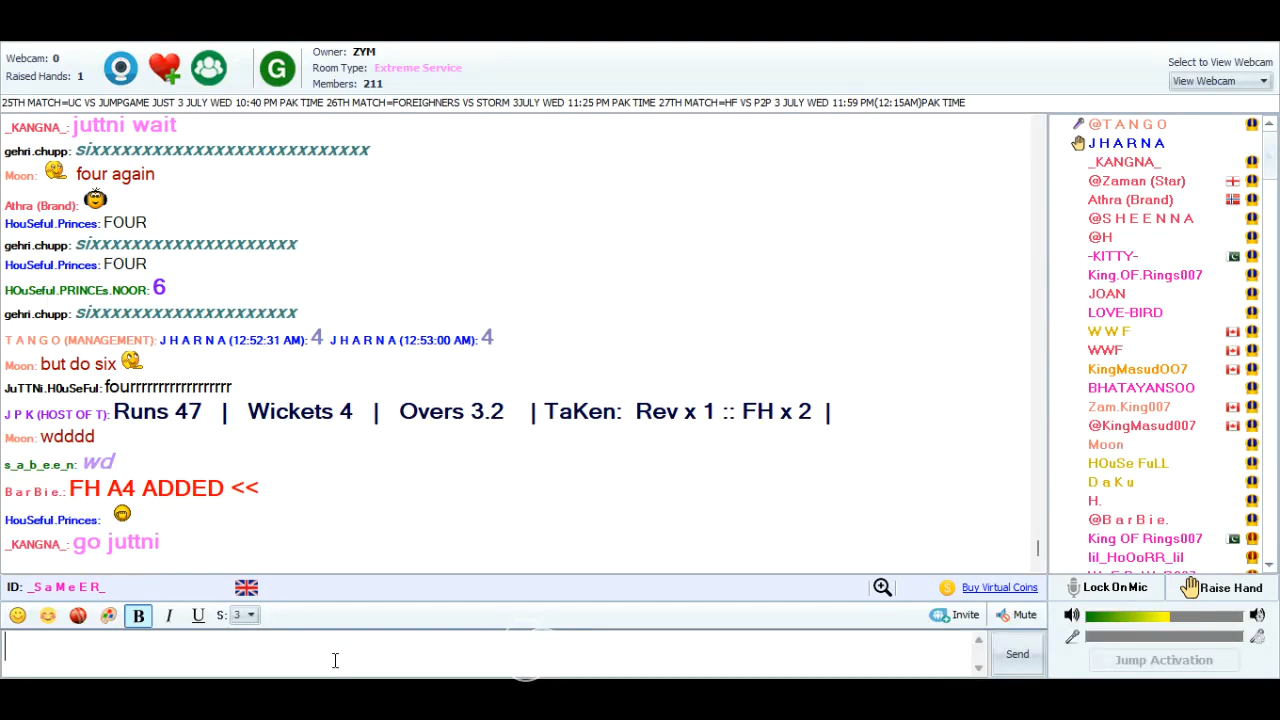 Webcam: 0
Raised Hands: 1
G
Owner: ZYM
Room Type: Extreme Service
Members: 211
Select to View Webcam
View Webcam
25TH MATCH=UC VS JUMPGAME JUST 3 JULY WED 10:40 PM PAK TIME 26TH MATCH=FOREIGHNERS VS STORM 3JULY WED 11:25 PM PAK TIME 27TH MATCH=HF VS P2P 3 JULY WED 11:59 PM(12:15AM)PAK TIME
_KANGNA_: juttni wait
gehri.chupp: sixxxxxxxxxxxxxxxxxxxxxxxxxxx
Moon: four again
Athra (Brand):
HouSeful.Princes: FOUR
gehri.chupp: sixxxxxxxxxxxxxxxxxxxx
HouSeful.Princes: FOUR
HOuSeful.PRINCEs.NOOR: 6
gehri.chupp: sixxxxxxxxxxxxxxxxxxxx
T A N G O (MANAGEMENT): J H A R N A (12:52:31 AM): 4 J H A R N A (12:53:00 AM): 4
Moon: but do six
JuTTNi.H0uSeFul: fourrrrrrrrrrrrrrrrrr
J P K (HOST OF T): Runs 47 | Wickets 4 | Overs 3.2 | TaKen: Rev x 1 :: FH x 2 |
Moon: wdddd
s_a_b_e.e_n: wd
B a r B i e.: FH A4 ADDED <<
HouSeful.Princes:
_KANGNA_: go juttni
@T A N G O
J H A R N A
_KANGNA_
@Zaman (Star)
Athra (Brand)
@S H E E N N A
@H
-KITTY-
King.OF.Rings007
JOAN
LOVE-BIRD
W W F
WWF
KingMasudOO7
BHATAYANSOO
Zam.King007
@KingMasud007
Moon
HOuSe FuLL
D a K u
H.
@B a r B i e.
King OF Rings007
lil_HoOoRR_lil
ID: _S a M e E R_
Buy Virtual Coins
Lock On Mic
Raise Hand
B I U S: 3
Invite
Mute
Send
Jump Activation